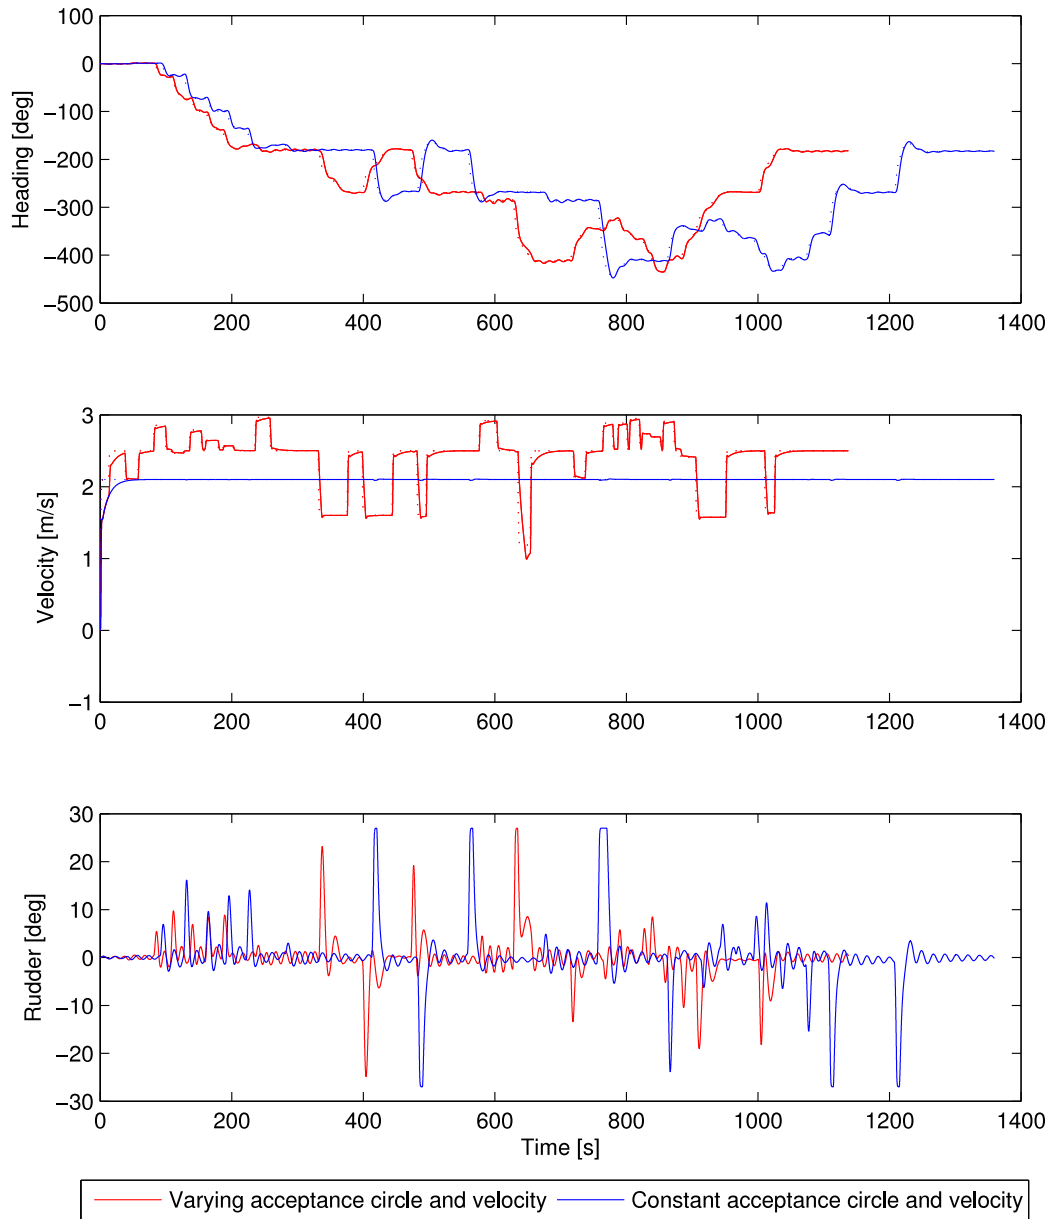 100
0
−100
−200
−300
−400
−500
Heading [deg]
0 200 400 600 800 1000 1200 1400
3
2
1
0
−1
Velocity [m/s]
0 200 400 600 800 1000 1200 1400
30
20
10
0
−10
−20
−30
Rudder [deg]
0 200 400 600 800 1000 1200 1400
Time [s]
Varying acceptance circle and velocity Constant acceptance circle and velocity